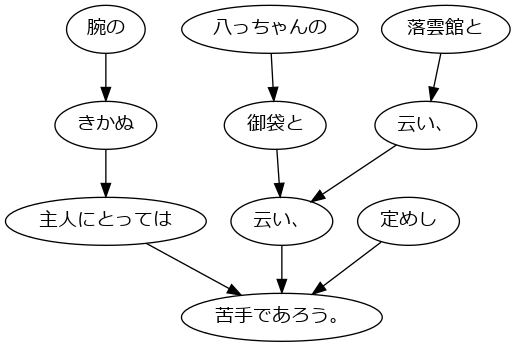 腕の
八っちゃんの
落雲館と
きかぬ
御袋と
云い、
主人にとっては
云い、
定めし
苦手であろう。